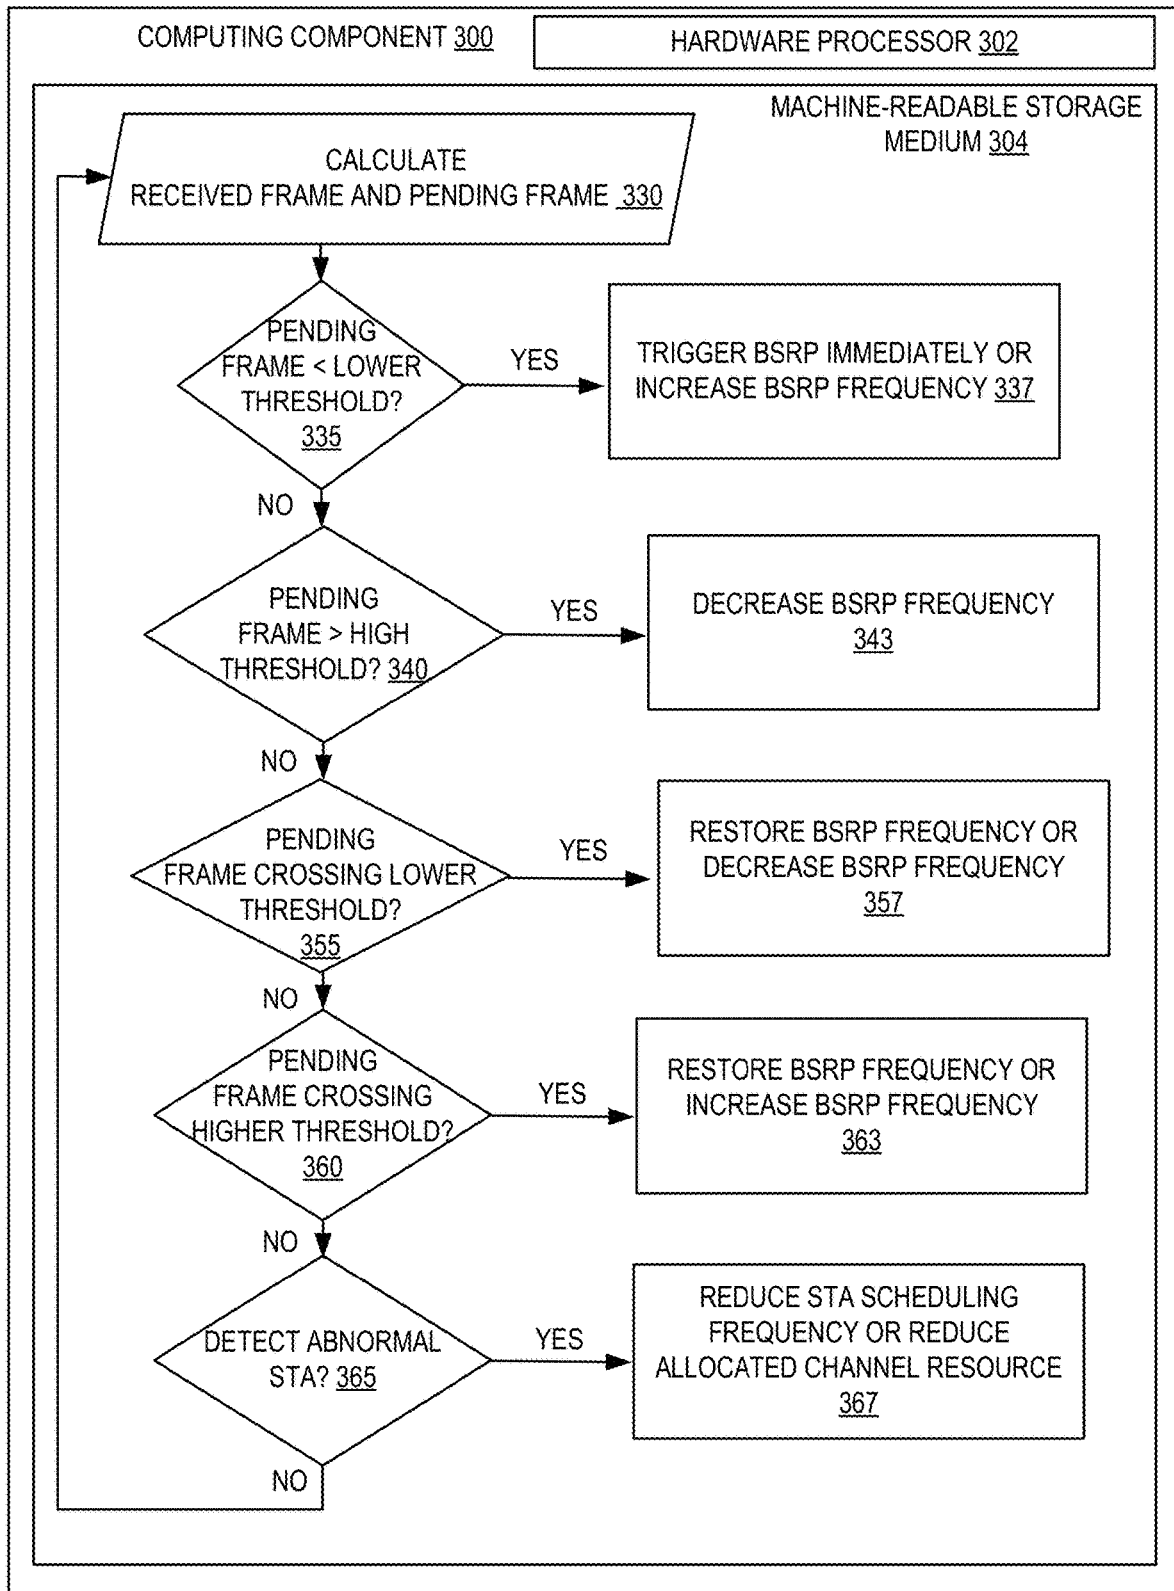 COMPUTING COMPONENT 300
HARDWARE PROCESSOR 302
MACHINE-READABLE STORAGE
MEDIUM 304
CALCULATE
RECEIVED FRAME AND PENDING FRAME 330
PENDING
FRAME < LOWER
THRESHOLD?
335
YES
TRIGGER BSRP IMMEDIATELY OR
INCREASE BSRP FREQUENCY 337
NO
PENDING
FRAME > HIGH
THRESHOLD? 340
YES
DECREASE BSRP FREQUENCY
343
NO
PENDING
FRAME CROSSING LOWER
THRESHOLD?
355
YES
RESTORE BSRP FREQUENCY OR
DECREASE BSRP FREQUENCY
357
NO
PENDING
FRAME CROSSING
HIGHER THRESHOLD?
360
YES
RESTORE BSRP FREQUENCY OR
INCREASE BSRP FREQUENCY
363
NO
DETECT ABNORMAL
STA? 365
YES
REDUCE STA SCHEDULING
FREQUENCY OR REDUCE
ALLOCATED CHANNEL RESOURCE
367
NO